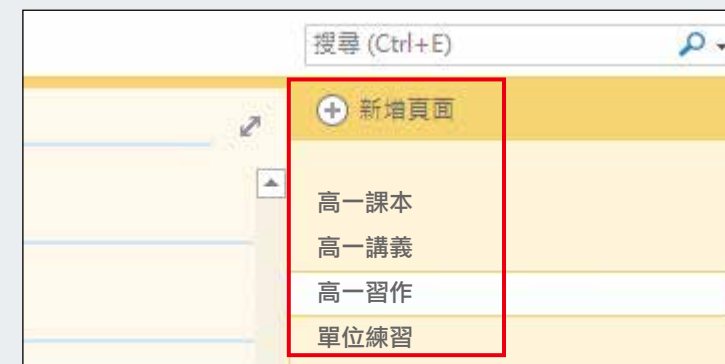 搜尋 (Ctrl+E)
新增頁面
高一課本
高一講義
高一習作
單位練習